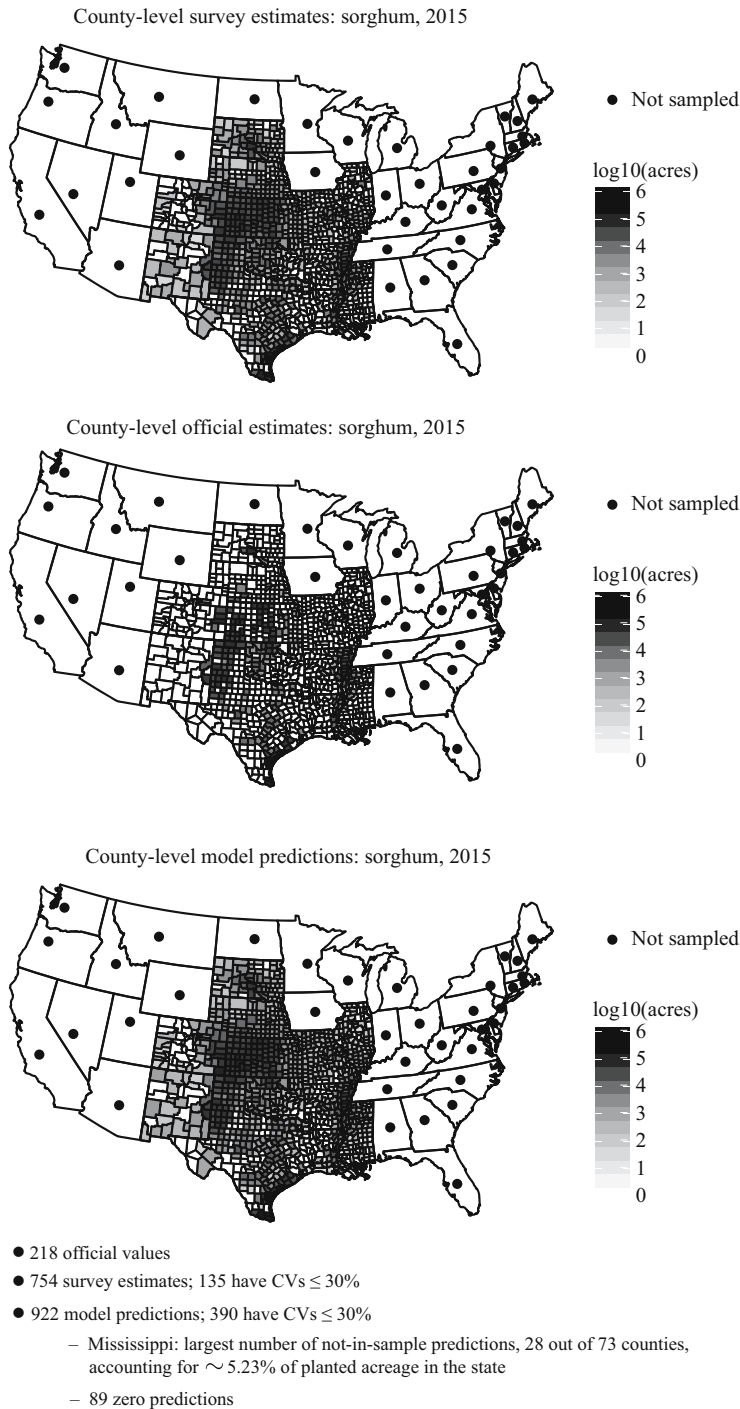 County-level survey estimates: sorghum, 2015
● Not sampled
log10(acres)
6
5
4
3
2
1
0
County-level official estimates: sorghum, 2015
● Not sampled
log10(acres)
6
5
4
3
2
1
0
County-level model predictions: sorghum, 2015
● Not sampled
log10(acres)
6
5
4
3
2
1
0
● 218 official values
● 754 survey estimates; 135 have CVs ≤ 30%
● 922 model predictions; 390 have CVs ≤ 30%
– Mississippi: largest number of not-in-sample predictions, 28 out of 73 counties,
accounting for ∼ 5.23% of planted acreage in the state
– 89 zero predictions